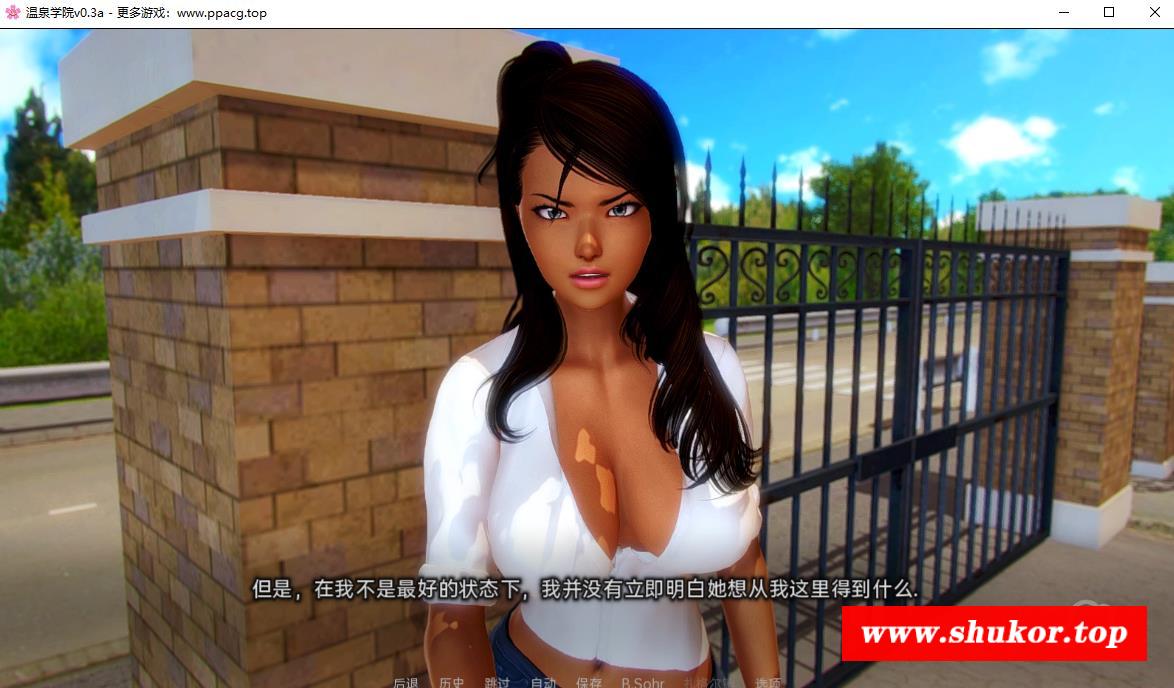 温泉学院v0.3a - 更多游戏：www.ppacg.top
但是，在我不是最好的状态下，我并没有立即明白她想从我这里得到什么.
www.shukor.top
后退 历史 跳过 自动 保存 B.Sohr 选项